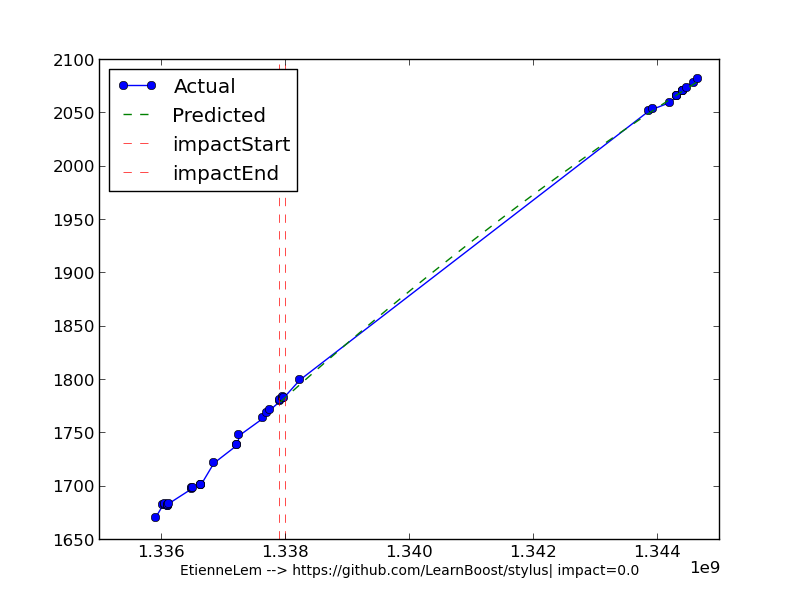 2100
2050
2000
1950
1900
1850
1800
1750
1700
1650
Actual
Predicted
impactStart
impactEnd
1.336 1.338 1.340 1.342 1.344
1e9
EtienneLem --> https://github.com/LearnBoost/stylus| impact=0.0